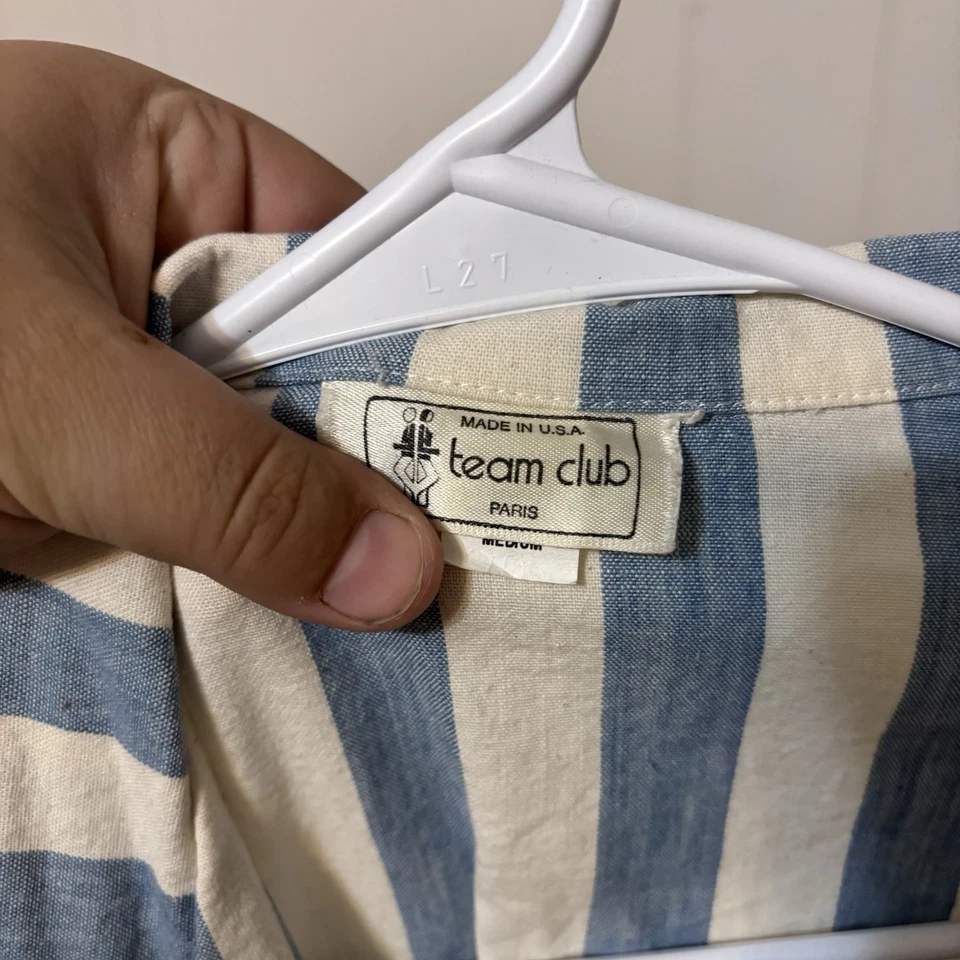 L27
MADE IN U.S.A.
team club
PARIS
MEDIUM